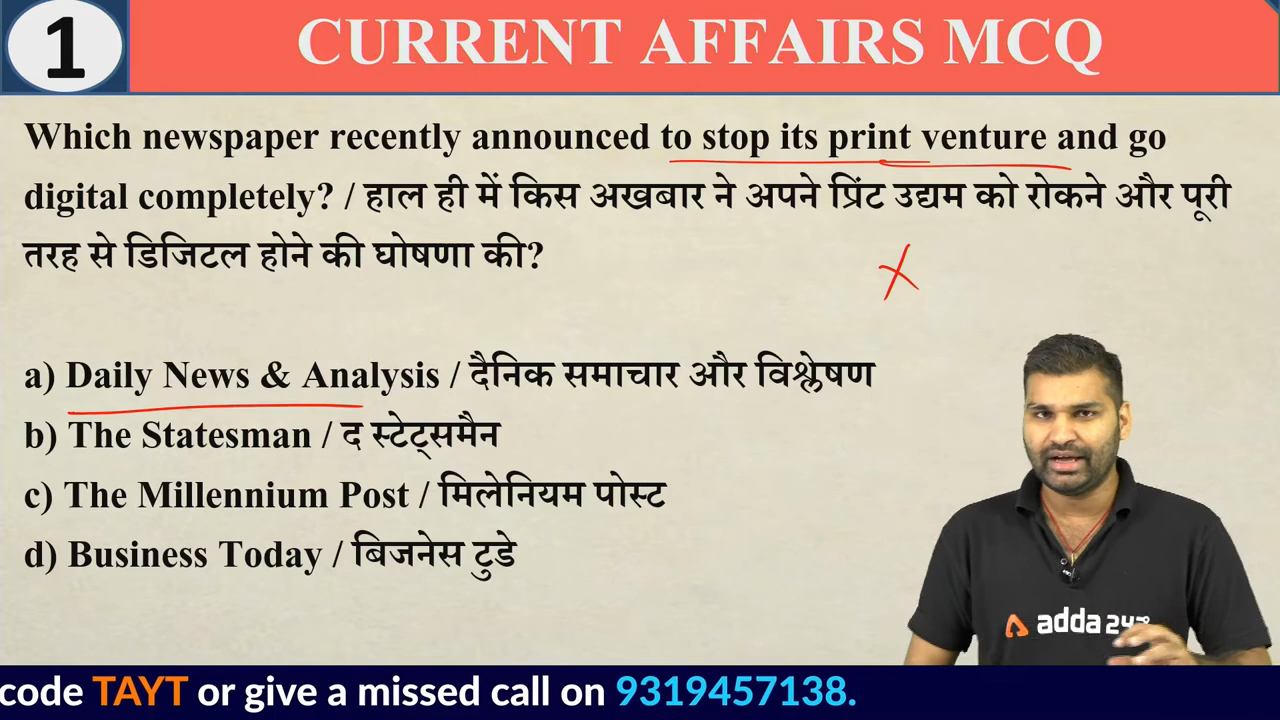 1
CURRENT AFFAIRS MCQ
Which newspaper recently announced to stop its print venture and go
digital completely? / हाल ही में किस अखबार ने अपने प्रिंट उद्यम को रोकने और पूरी
तरह से डिजिटल होने की घोषणा की?
a) Daily News & Analysis / दैनिक समाचार और विश्लेषण
b) The Statesman / द स्टेट्समैन
c) The Millennium Post / मिलेनियम पोस्ट
d) Business Today / बिजनेस टुडे
adda 247
code TAYT or give a missed call on 9319457138.